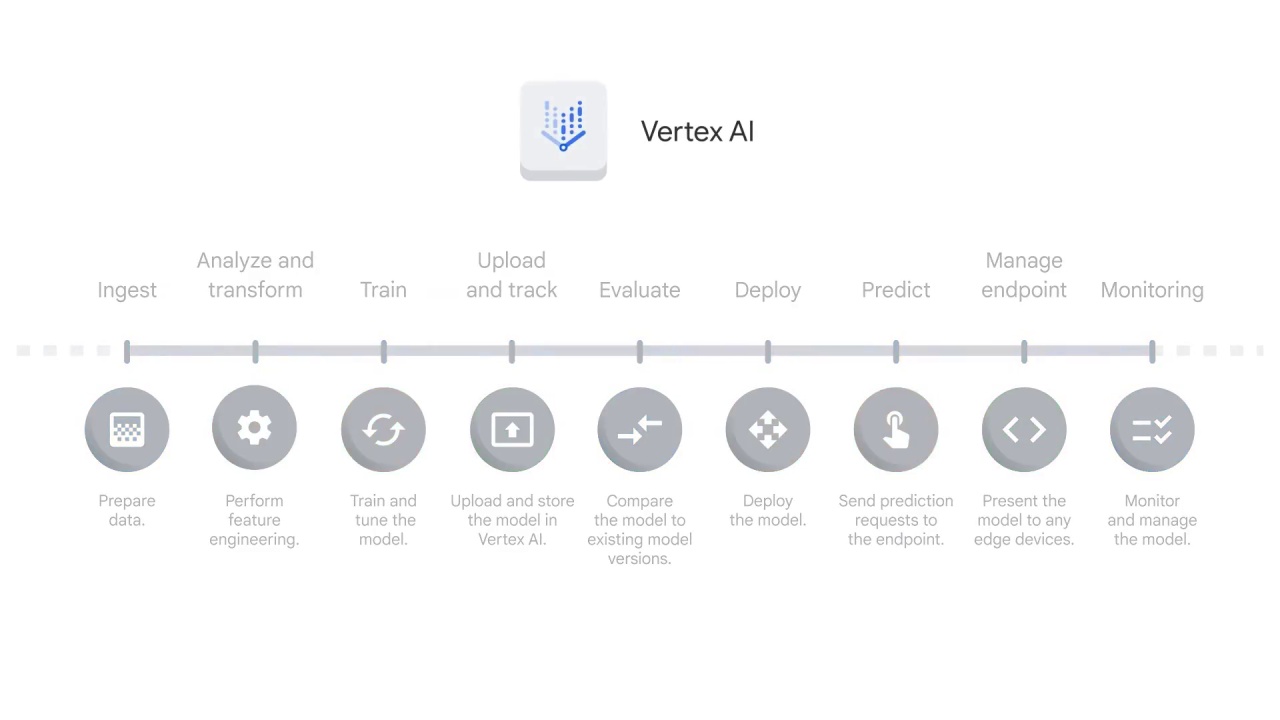 Vertex AI
Ingest
Analyze and
transform
Train
Upload
and track
Evaluate
Deploy
Predict
Manage
endpoint
Monitoring
Prepare
data.
Perform
feature
engineering.
Train and
tune the
model.
Upload and store
the model in
Vertex AI.
Compare
the model to
existing model
versions.
Deploy
the model.
Send prediction
requests to
the endpoint.
Present the
model to any
edge devices.
Monitor
and manage
the model.